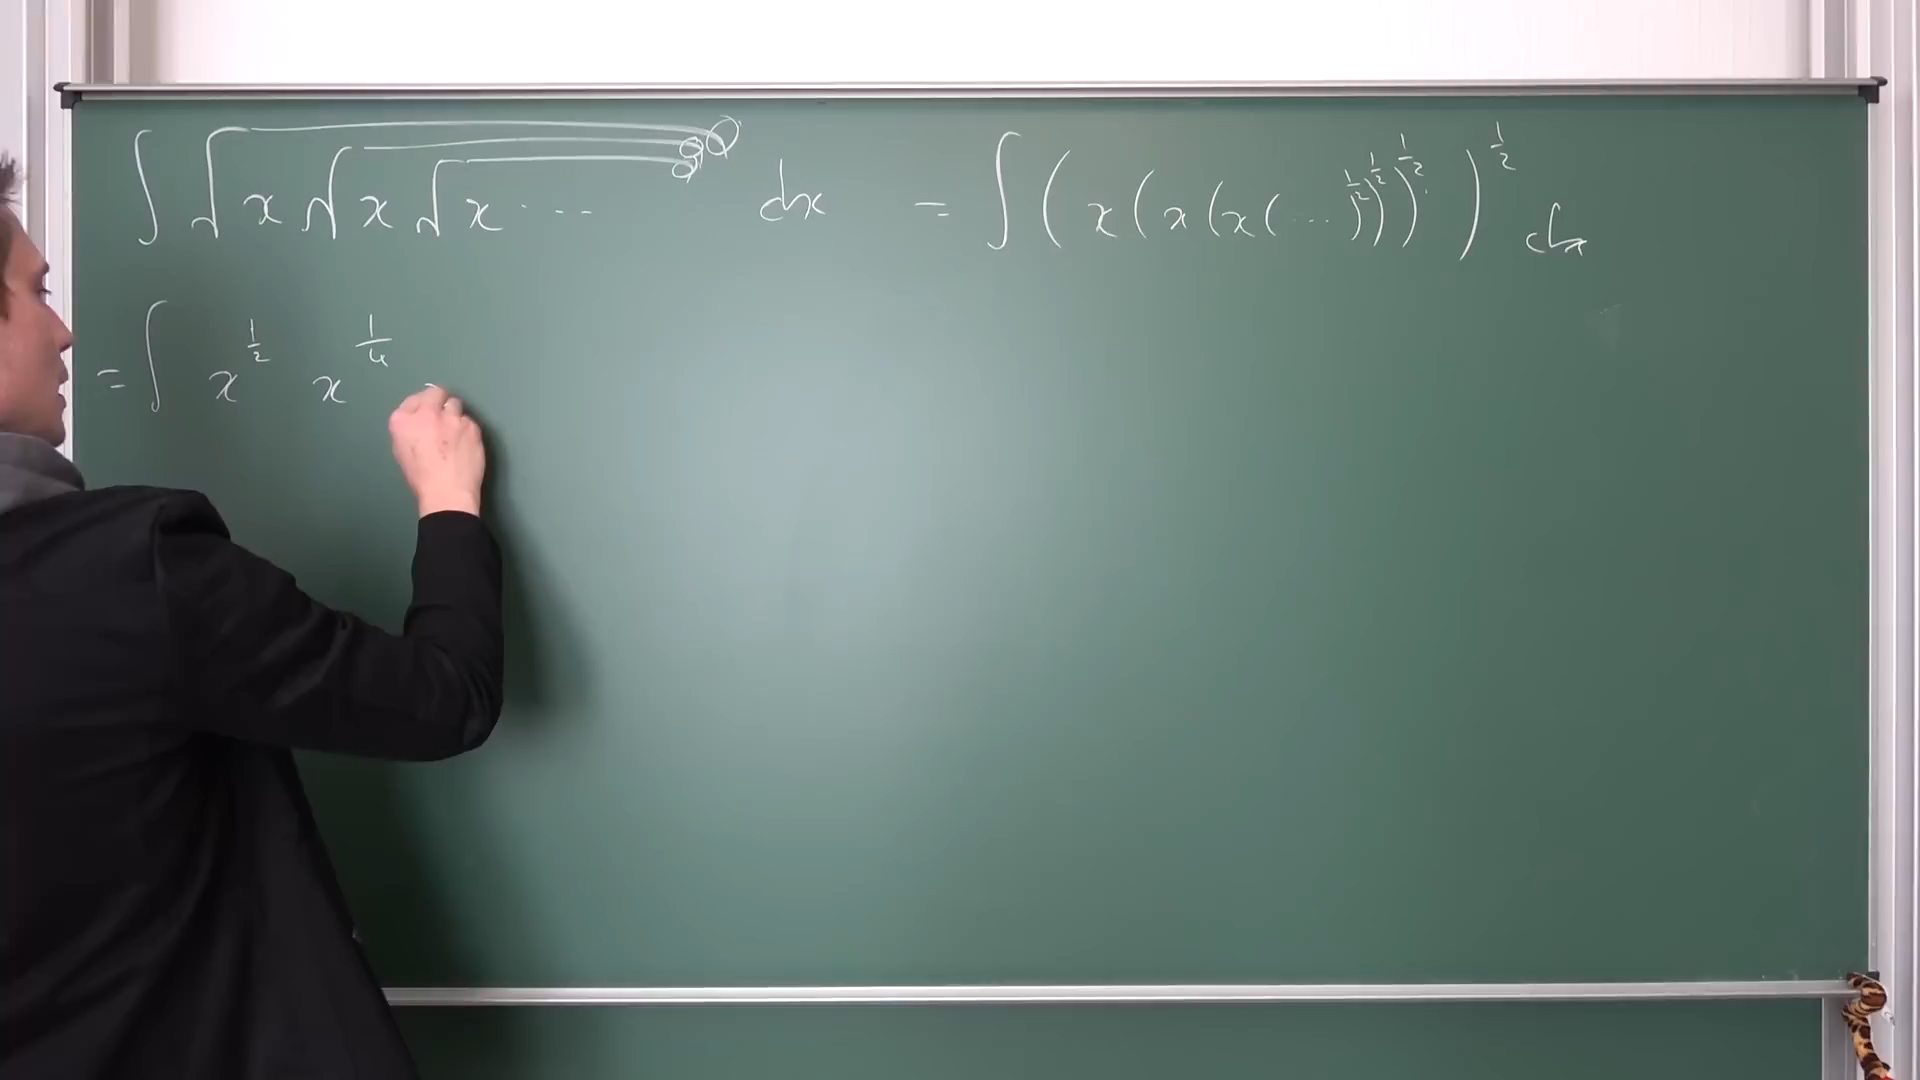 ∫ √x √x √x ... dx = ∫ (x(x(x(...)^½)^½)^½)^½ dx
= ∫ x^½ x^¼